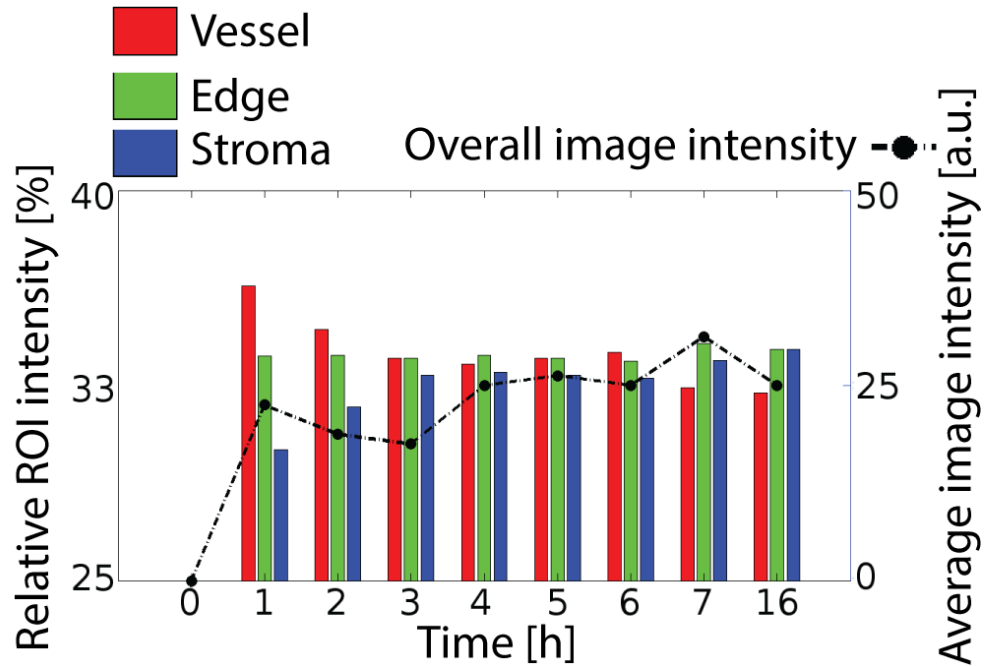 Vessel
Edge
Stroma
Overall image intensity
Relative ROI intensity [%]
40
33
25
50
25
0
Average image intensity [a.u.]
0 1 2 3 4 5 6 7 16
Time [h]